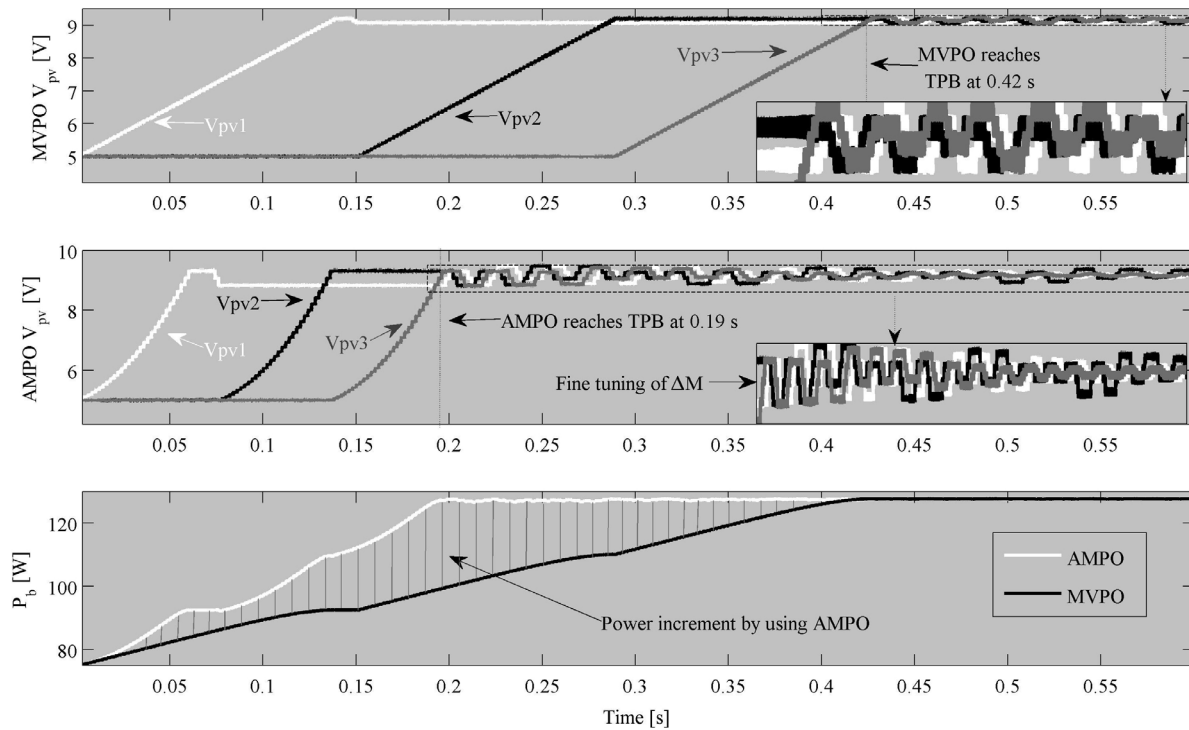 9
8
7
6
5
MVPO Vpv [V]
Vpv1
Vpv2
Vpv3
MVPO reaches
TPB at 0.42 s
0.05 0.1 0.15 0.2 0.25 0.3 0.35 0.4 0.45 0.5 0.55
10
8
6
AMPO Vpv [V]
Vpv2
Vpv1
Vpv3
AMPO reaches TPB at 0.19 s
Fine tuning of ΔM
0.05 0.1 0.15 0.2 0.25 0.3 0.35 0.4 0.45 0.5 0.55
120
100
80
Pb [W]
AMPO
MVPO
Power increment by using AMPO
0.05 0.1 0.15 0.2 0.25 0.3 0.35 0.4 0.45 0.5 0.55
Time [s]